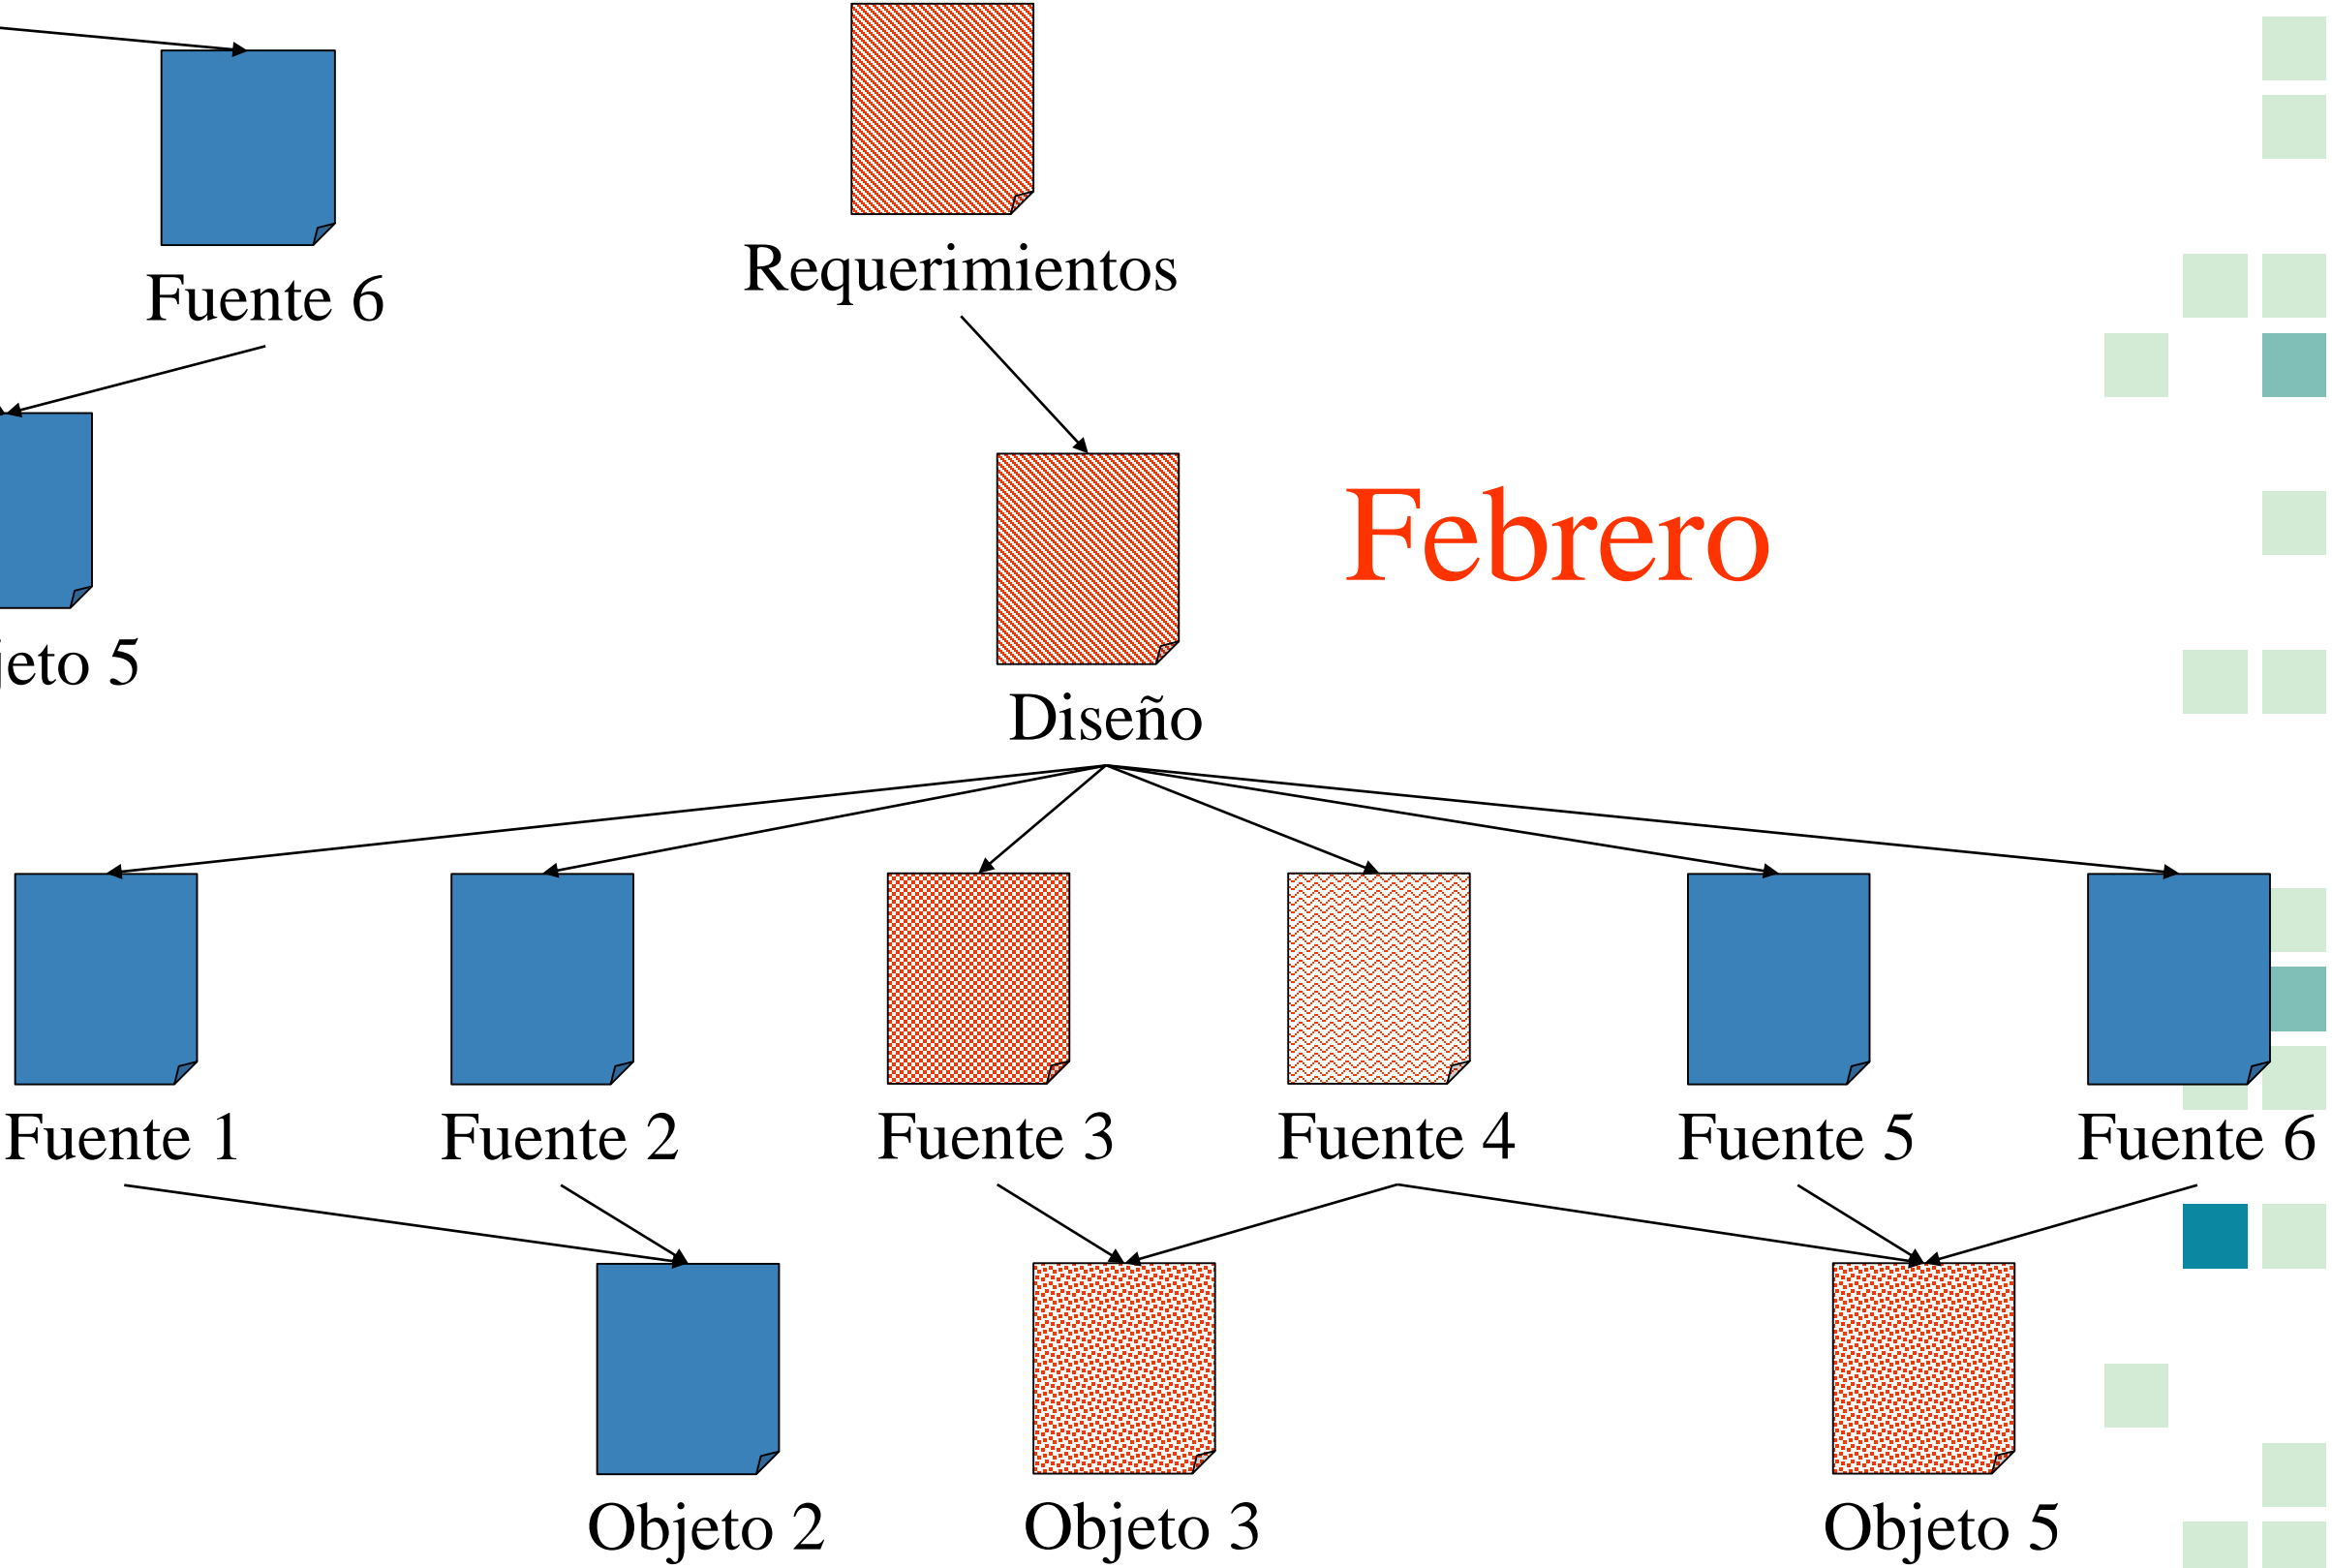 Requerimientos
Fuente 6
Febrero
eto 5
Diseño
Fuente 1
Fuente 2
Fuente 3
Fuente 4
Fuente 5
Fuente 6
Objeto 2
Objeto 3
Objeto 5